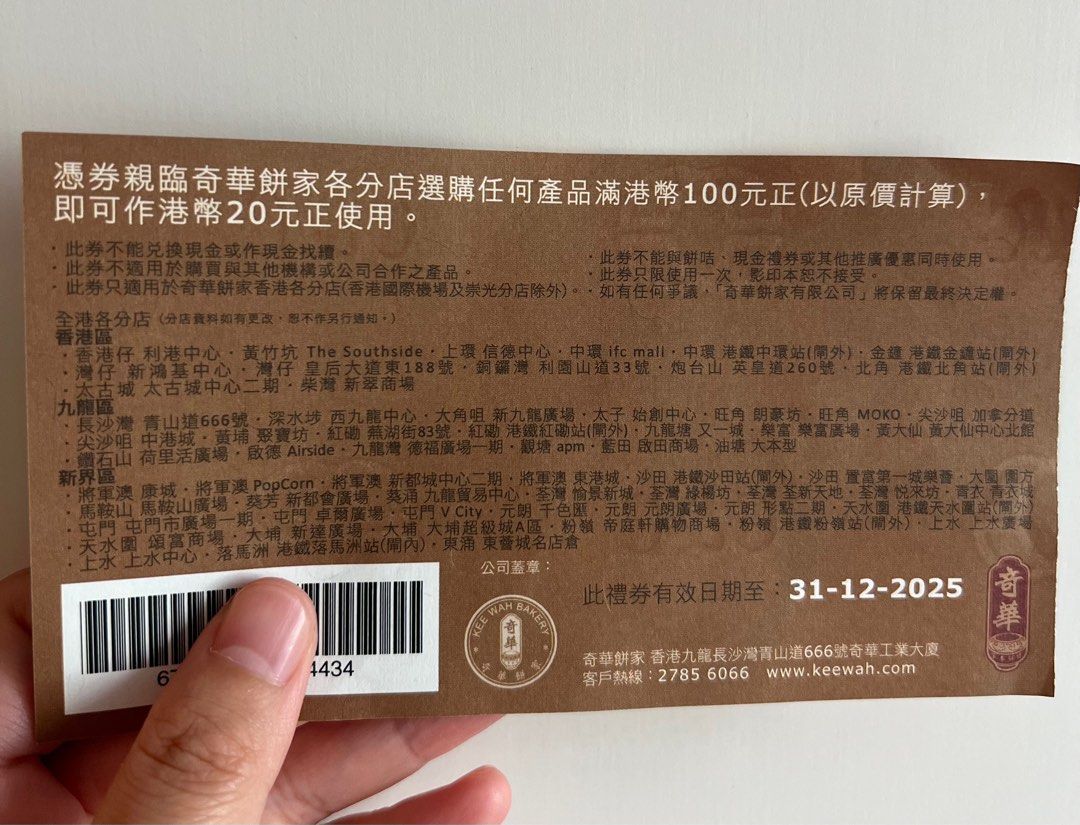 憑券親臨奇華餅家各分店選購任何產品滿港幣100元正(以原價計算)，
即可作港幣20元正使用。
· 此券不能兌換現金或作現金找續。
· 此券不適用於購買與其他機構或公司合作之產品。
· 此券只適用於奇華餅家香港各分店(香港國際機場及崇光分店除外)。
· 此券不能與餅咭、現金禮券或其他推廣優惠同時使用。
· 此券只限使用一次，影印本恕不接受。
· 如有任何爭議，「奇華餅家有限公司」將保留最終決定權。
全港各分店 (分店資料如有更改，恕不作另行通知。)
香港區
· 香港仔 利港中心 · 黃竹坑 The Southside · 上環 信德中心 · 中環 ifc mall · 中環 港鐵中環站(閘外) · 金鐘 港鐵金鐘站(閘外)
· 灣仔 新鴻基中心 · 灣仔 皇后大道東188號 · 銅鑼灣 利園山道33號 · 炮台山 英皇道260號 · 北角 港鐵北角站(閘外)
· 太古城 太古城中心二期 · 柴灣 新翠商場
九龍區
· 長沙灣 青山道666號 · 深水埗 西九龍中心 · 大角咀 新九龍廣場 · 太子 始創中心 · 旺角 朗豪坊 · 旺角 MOKO · 尖沙咀 加拿分道
· 尖沙咀 中港城 · 黃埔 聚寶坊 · 紅磡 蕪湖街83號 · 紅磡 港鐵紅磡站(閘外) · 九龍塘 又一城 · 樂富 樂富廣場 · 黃大仙 黃大仙中心北館
· 鑽石山 荷里活廣場 · 啟德 Airside · 九龍灣 德福廣場一期 · 觀塘 apm · 藍田 啟田商場 · 油塘 大本型
新界區
· 將軍澳 康城 · 將軍澳 PopCorn · 將軍澳 新都城中心二期 · 將軍澳 東港城 · 沙田 港鐵沙田站(閘外) · 沙田 置富第一城樂薈 · 大圍 圍方
· 馬鞍山 馬鞍山廣場 · 葵芳 新都會廣場 · 葵涌 九龍貿易中心 · 荃灣 愉景新城 · 荃灣 綠楊坊 · 荃灣 荃新天地 · 荃灣 悦來坊 · 青衣 青衣城
· 屯門 屯門市廣場一期 · 屯門 卓爾廣場 · 屯門 V City · 元朗 千色匯 · 元朗 元朗廣場 · 元朗 形點二期 · 天水圍 港鐵天水圍站(閘外)
· 天水圍 頌富商場 · 大埔 新達廣場 · 大埔 大埔超級城A區 · 粉嶺 帝庭軒購物商場 · 粉嶺 港鐵粉嶺站(閘外) · 上水 上水廣場
· 上水 上水中心 · 落馬洲 港鐵落馬洲站(閘內) · 東涌 東薈城名店倉
公司蓋章：
KEE WAH BAKERY
奇華
此禮券有效日期至：31-12-2025
奇華
奇華餅家 香港九龍長沙灣青山道666號奇華工業大廈
客戶熱線：2785 6066 www.keewah.com
4434